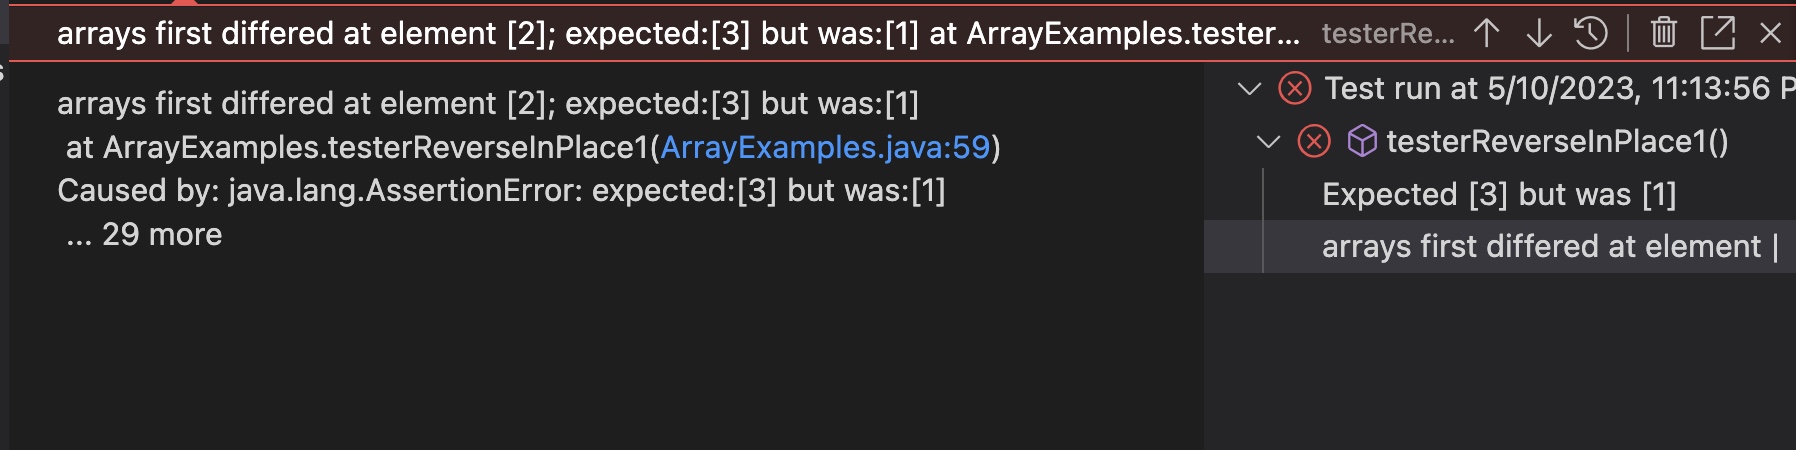 arrays first differed at element [2]; expected:[3] but was:[1] at ArrayExamples.tester... testerRe...
arrays first differed at element [2]; expected:[3] but was:[1]
at ArrayExamples.testerReverseInPlace1(ArrayExamples.java:59)
Caused by: java.lang.AssertionError: expected:[3] but was:[1]
... 29 more
Test run at 5/10/2023, 11:13:56 P
testerReverseInPlace1()
Expected [3] but was [1]
arrays first differed at element